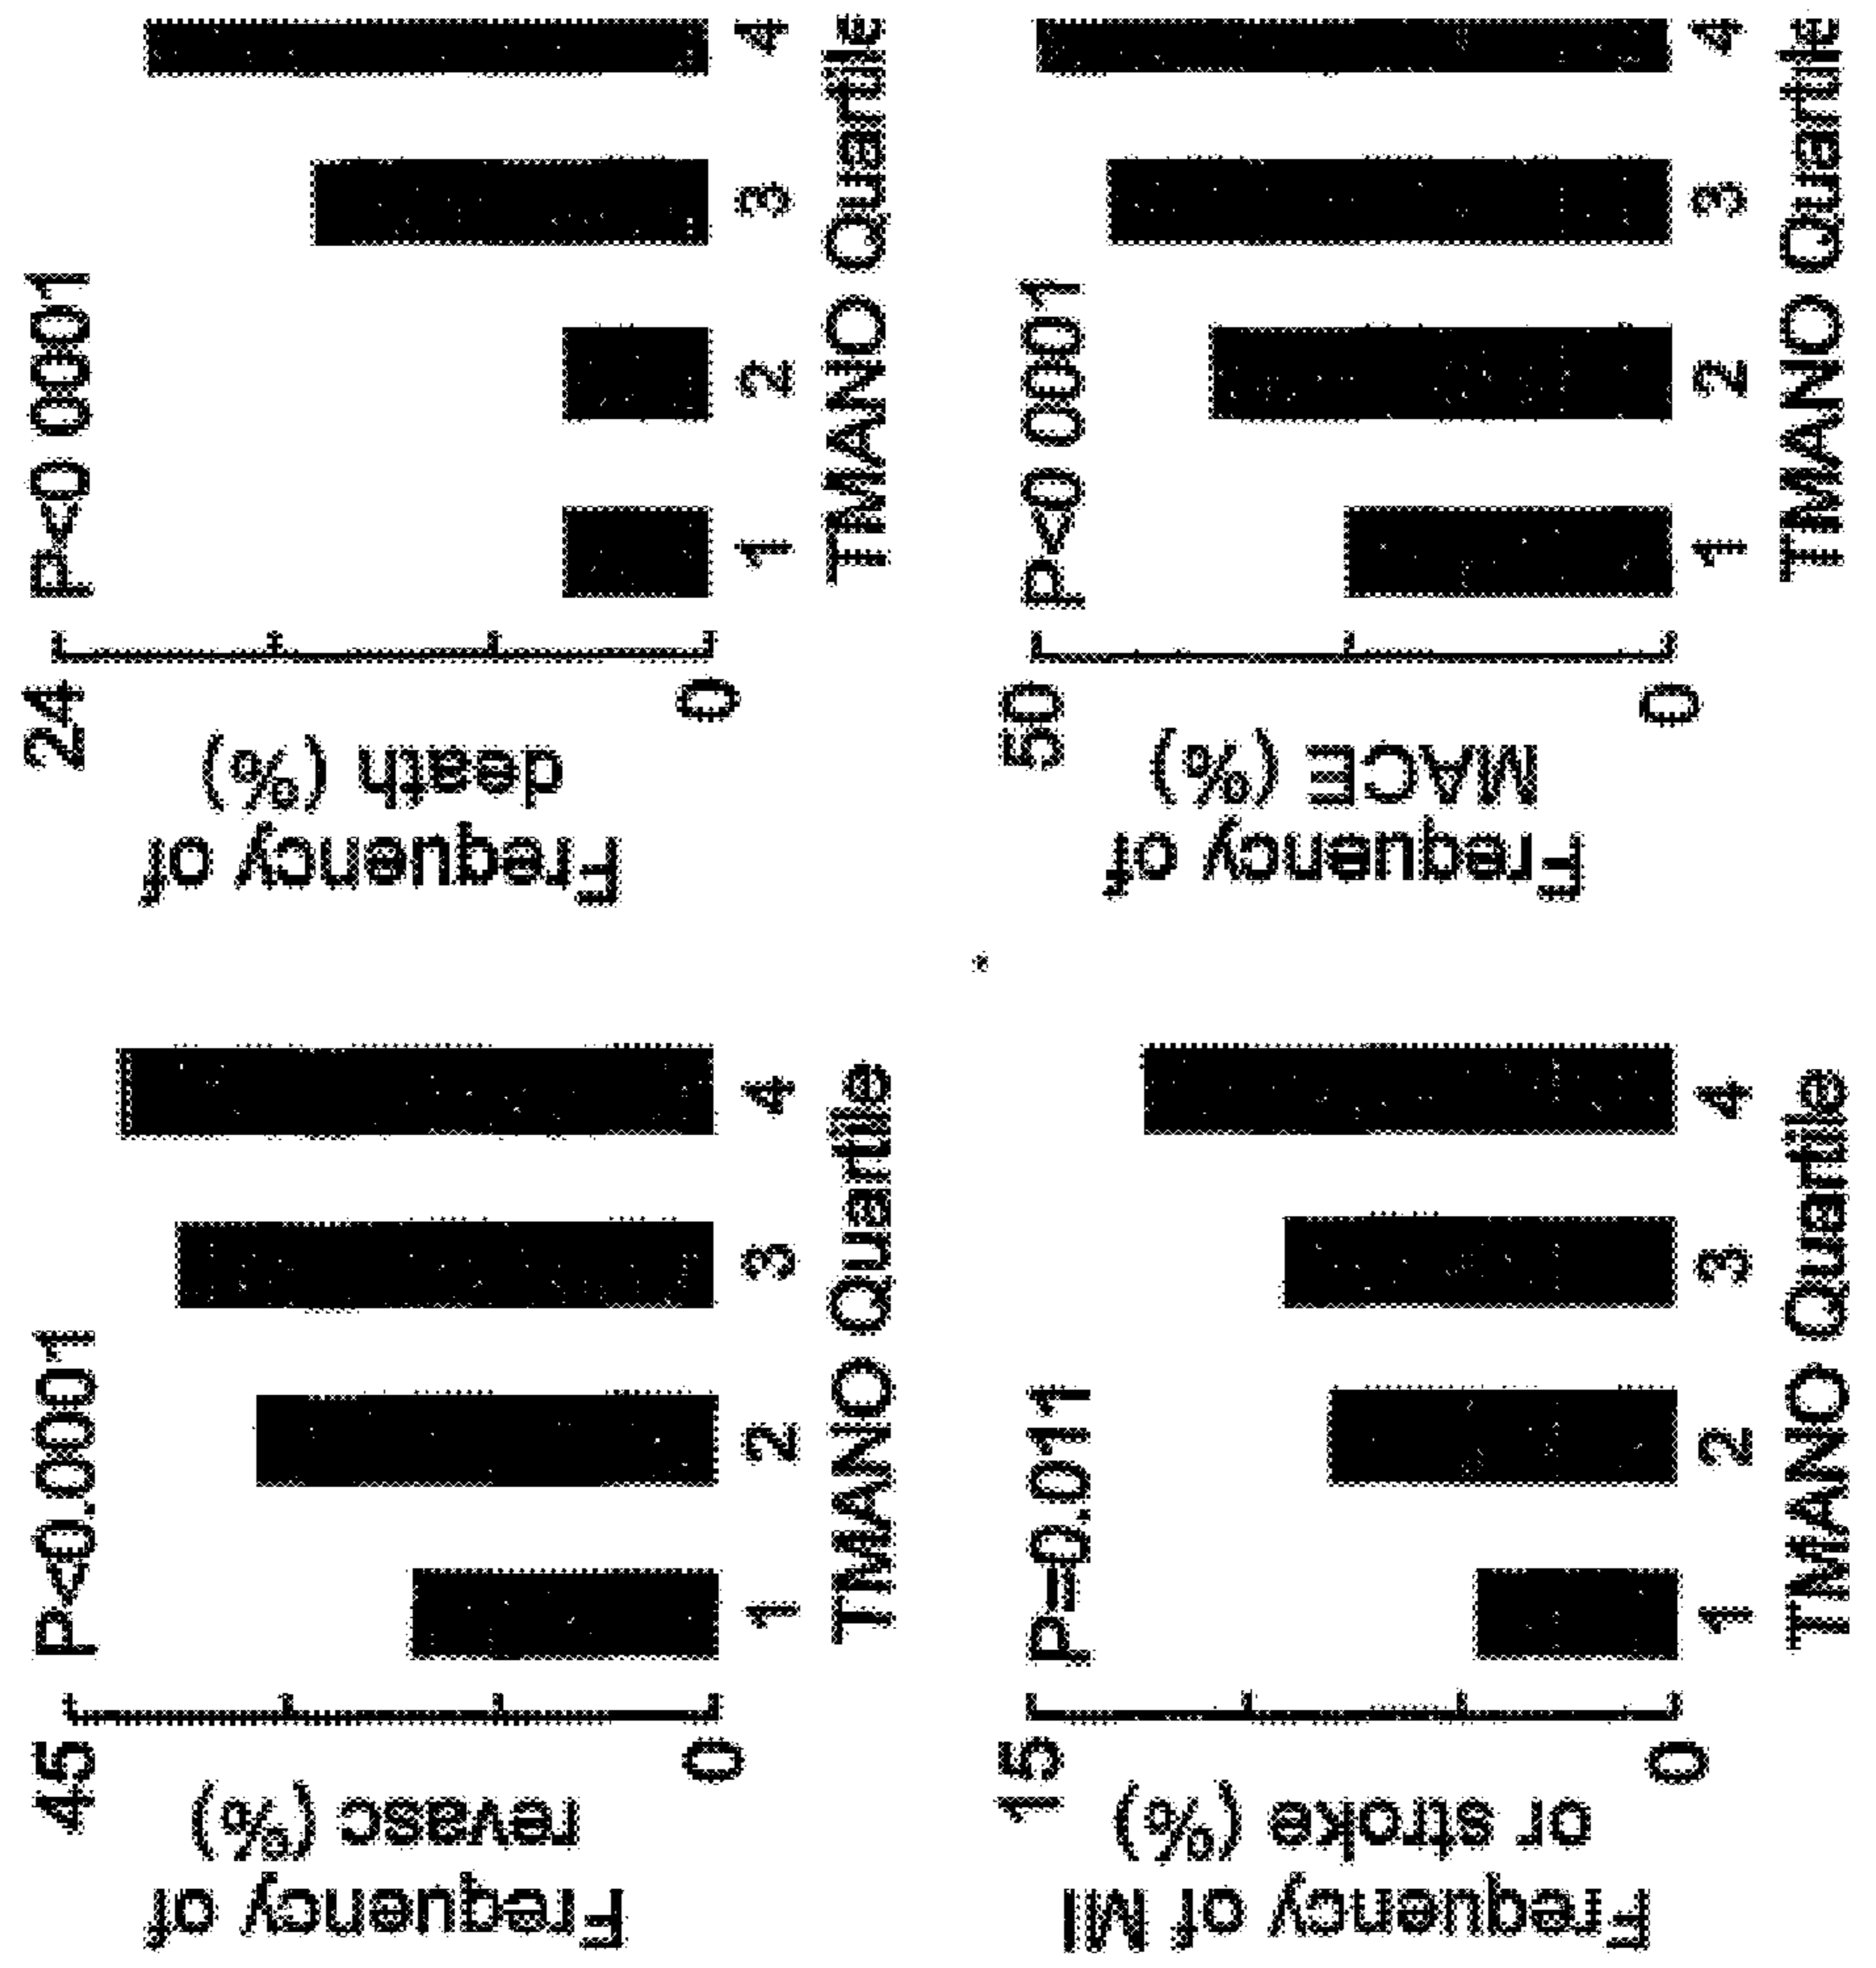 P<0.0001
45
0
Frequency of
revasc (%)
1 2 3 4
TMANO Quartile
P<0 0001
24
0
Frequency of
death (%)
1 2 3 4
TMANO Quartile
P=0.011
15
0
Frequency of MI
or stroke (%)
1 2 3 4
TMANO Quartile
P<0 0001
50
0
Frequency of
MACE (%)
1 2 3 4
TMANO Quartile